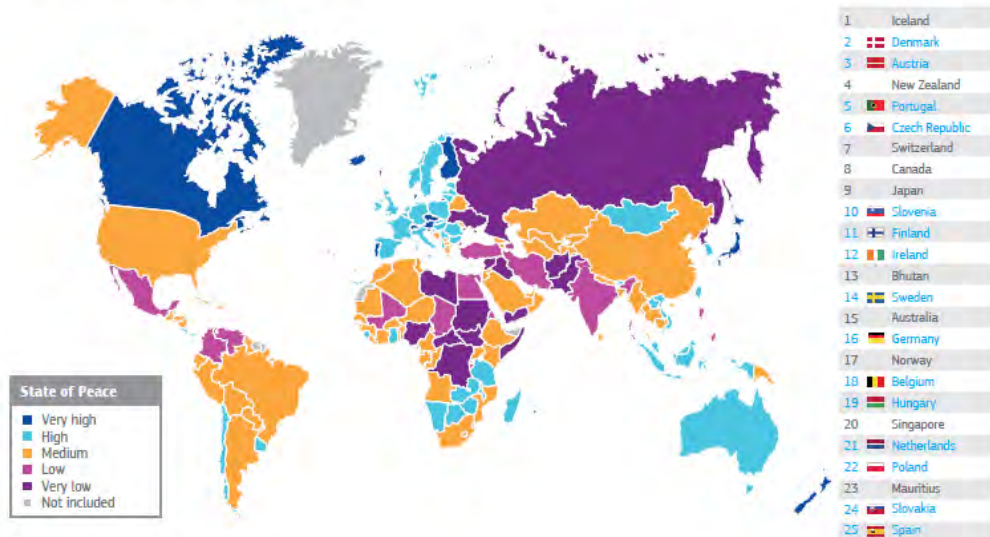 State of Peace
Very high
High
Medium
Low
Very low
Not included
1 Iceland
2 Denmark
3 Austria
4 New Zealand
5 Portugal
6 Czech Republic
7 Switzerland
8 Canada
9 Japan
10 Slovenia
11 Finland
12 Ireland
13 Bhutan
14 Sweden
15 Australia
16 Germany
17 Norway
18 Belgium
19 Hungary
20 Singapore
21 Netherlands
22 Poland
23 Mauritius
24 Slovakia
25 Spain